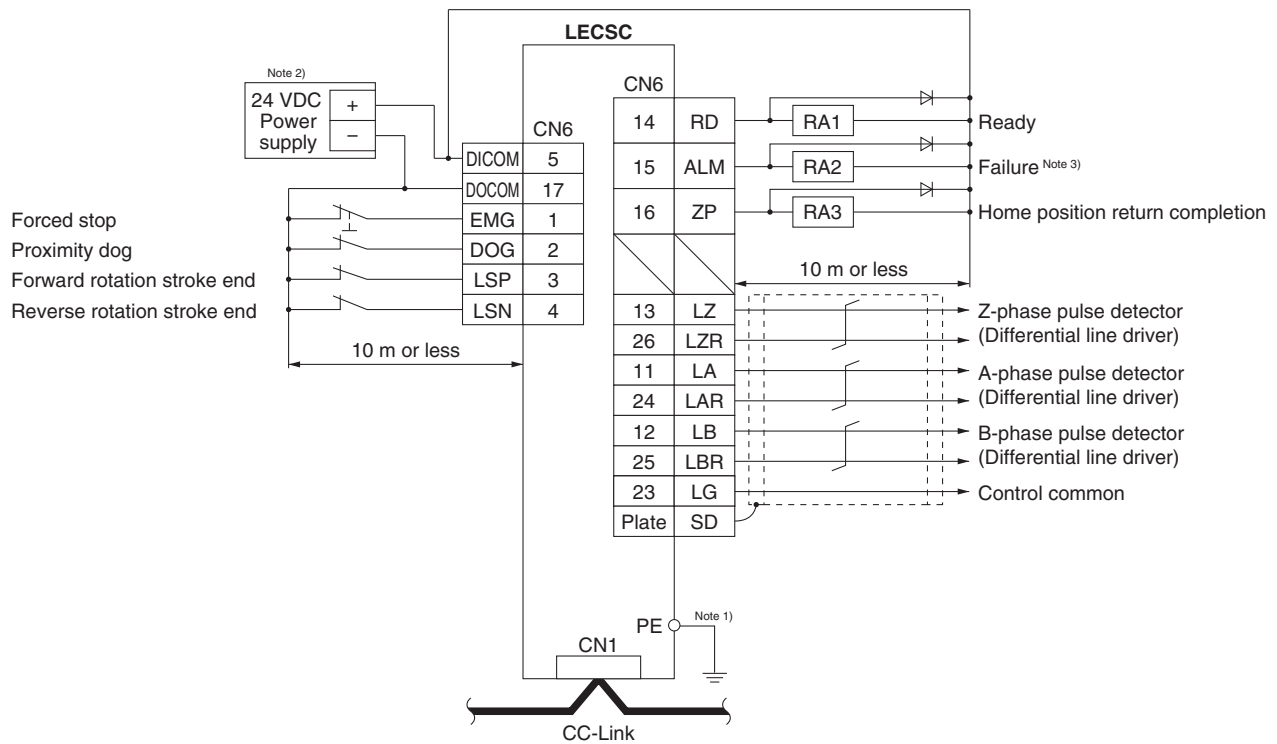 LECSC
Note 2)
24 VDC
Power
supply
+
−
CN6
DICOM 5
DOCOM 17
Forced stop EMG 1
Proximity dog DOG 2
Forward rotation stroke end LSP 3
Reverse rotation stroke end LSN 4
10 m or less
CN6
14 RD RA1 Ready
15 ALM RA2 Failure Note 3)
16 ZP RA3 Home position return completion
10 m or less
13 LZ Z-phase pulse detector
26 LZR (Differential line driver)
11 LA A-phase pulse detector
24 LAR (Differential line driver)
12 LB B-phase pulse detector
25 LBR (Differential line driver)
23 LG Control common
Plate SD
PE Note 1)
CN1
CC-Link